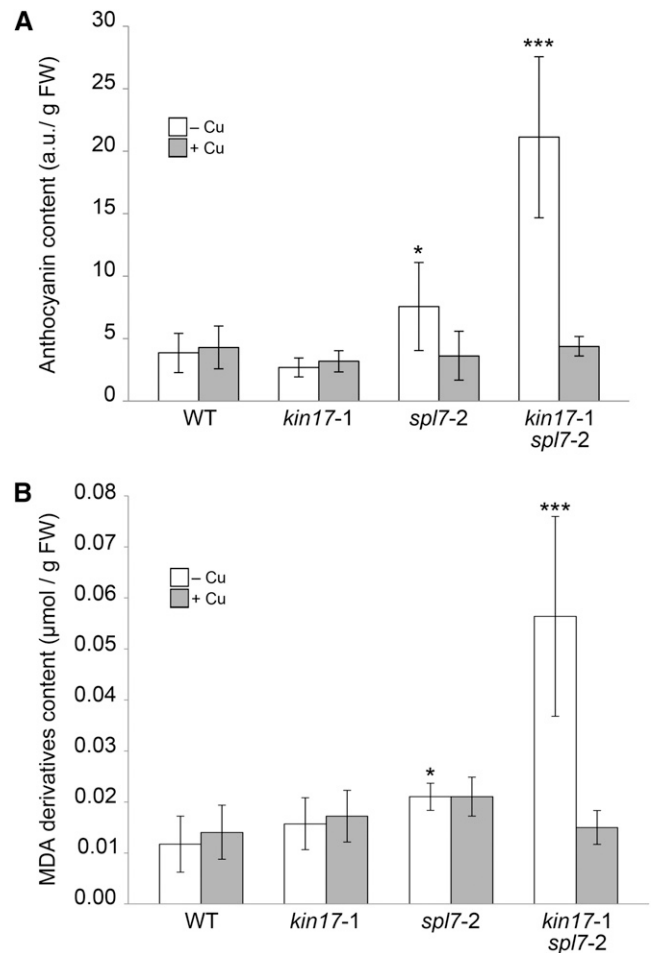 A
Anthocyanin content (a.u./ g FW)
30
25
20
15
10
5
0
– Cu
+ Cu
*
***
WT
kin17-1
spl7-2
kin17-1
spl7-2
B
MDA derivatives content (µmol / g FW)
0.08
0.07
0.06
0.05
0.04
0.03
0.02
0.01
0.00
– Cu
+ Cu
*
***
WT
kin17-1
spl7-2
kin17-1
spl7-2